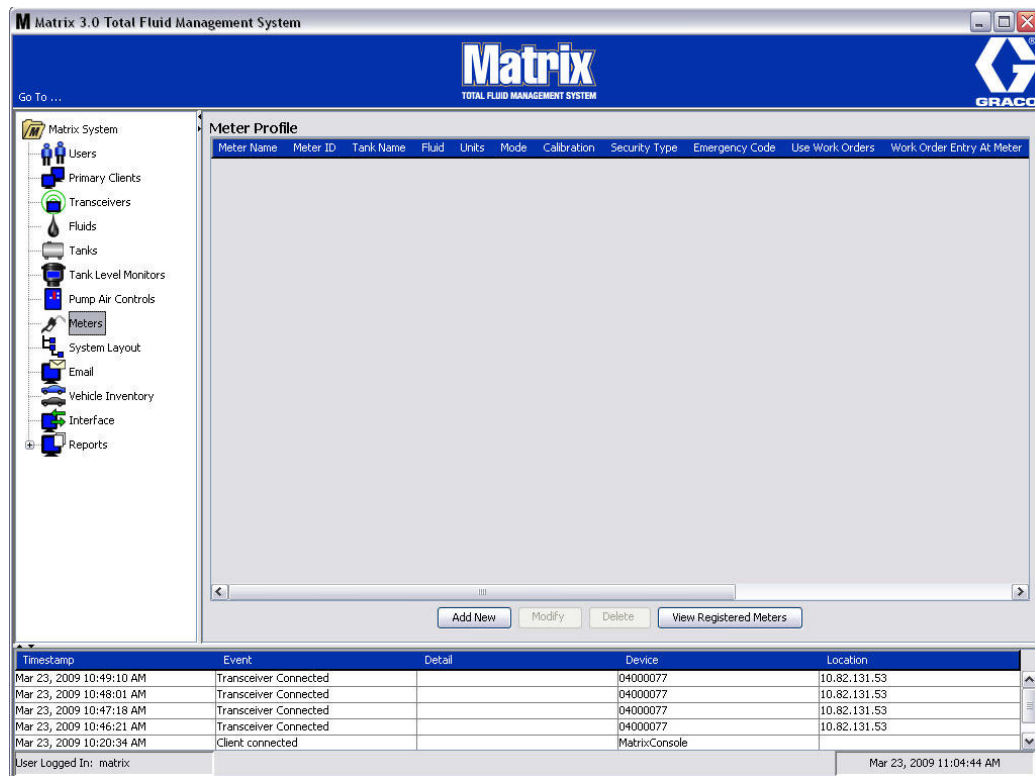 Matrix 3.0 Total Fluid Management System
Matrix
TOTAL FLUID MANAGEMENT SYSTEM
Go To ...
GRACO
Matrix System
Users
Primary Clients
Transceivers
Fluids
Tanks
Tank Level Monitors
Pump Air Controls
Meters
System Layout
Email
Vehicle Inventory
Interface
Reports
Meter Profile
Meter Name Meter ID Tank Name Fluid Units Mode Calibration Security Type Emergency Code Use Work Orders Work Order Entry At Meter
Add New Modify Delete View Registered Meters
Timestamp Event Detail Device Location
Mar 23, 2009 10:49:10 AM Transceiver Connected 04000077 10.82.131.53
Mar 23, 2009 10:48:01 AM Transceiver Connected 04000077 10.82.131.53
Mar 23, 2009 10:47:18 AM Transceiver Connected 04000077 10.82.131.53
Mar 23, 2009 10:46:21 AM Transceiver Connected 04000077 10.82.131.53
Mar 23, 2009 10:20:34 AM Client connected MatrixConsole
User Logged In: matrix Mar 23, 2009 11:04:44 AM